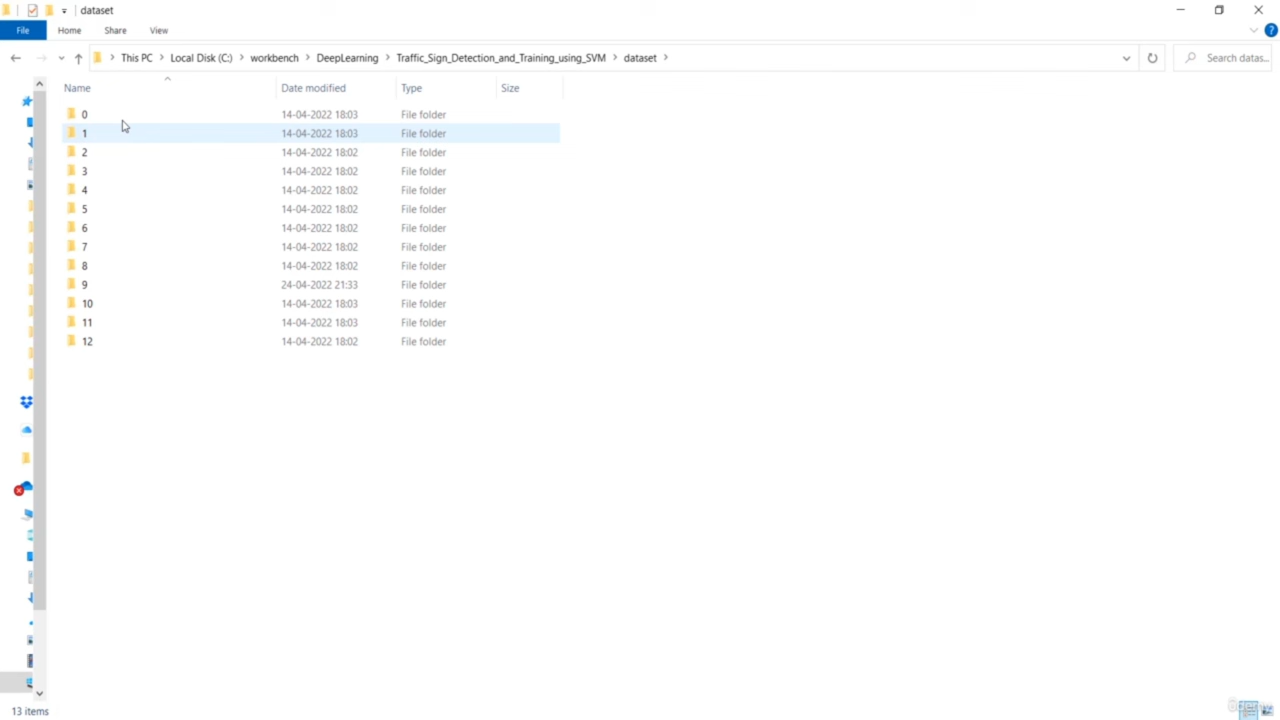 dataset
File Home Share View
This PC Local Disk (C:) workbench DeepLearning Traffic_Sign_Detection_and_Training_using_SVM dataset Search datas...
Name Date modified Type Size
0 14-04-2022 18:03 File folder
1 14-04-2022 18:03 File folder
2 14-04-2022 18:02 File folder
3 14-04-2022 18:02 File folder
4 14-04-2022 18:02 File folder
5 14-04-2022 18:02 File folder
6 14-04-2022 18:02 File folder
7 14-04-2022 18:02 File folder
8 14-04-2022 18:02 File folder
9 24-04-2022 21:33 File folder
10 14-04-2022 18:03 File folder
11 14-04-2022 18:03 File folder
12 14-04-2022 18:02 File folder
13 items